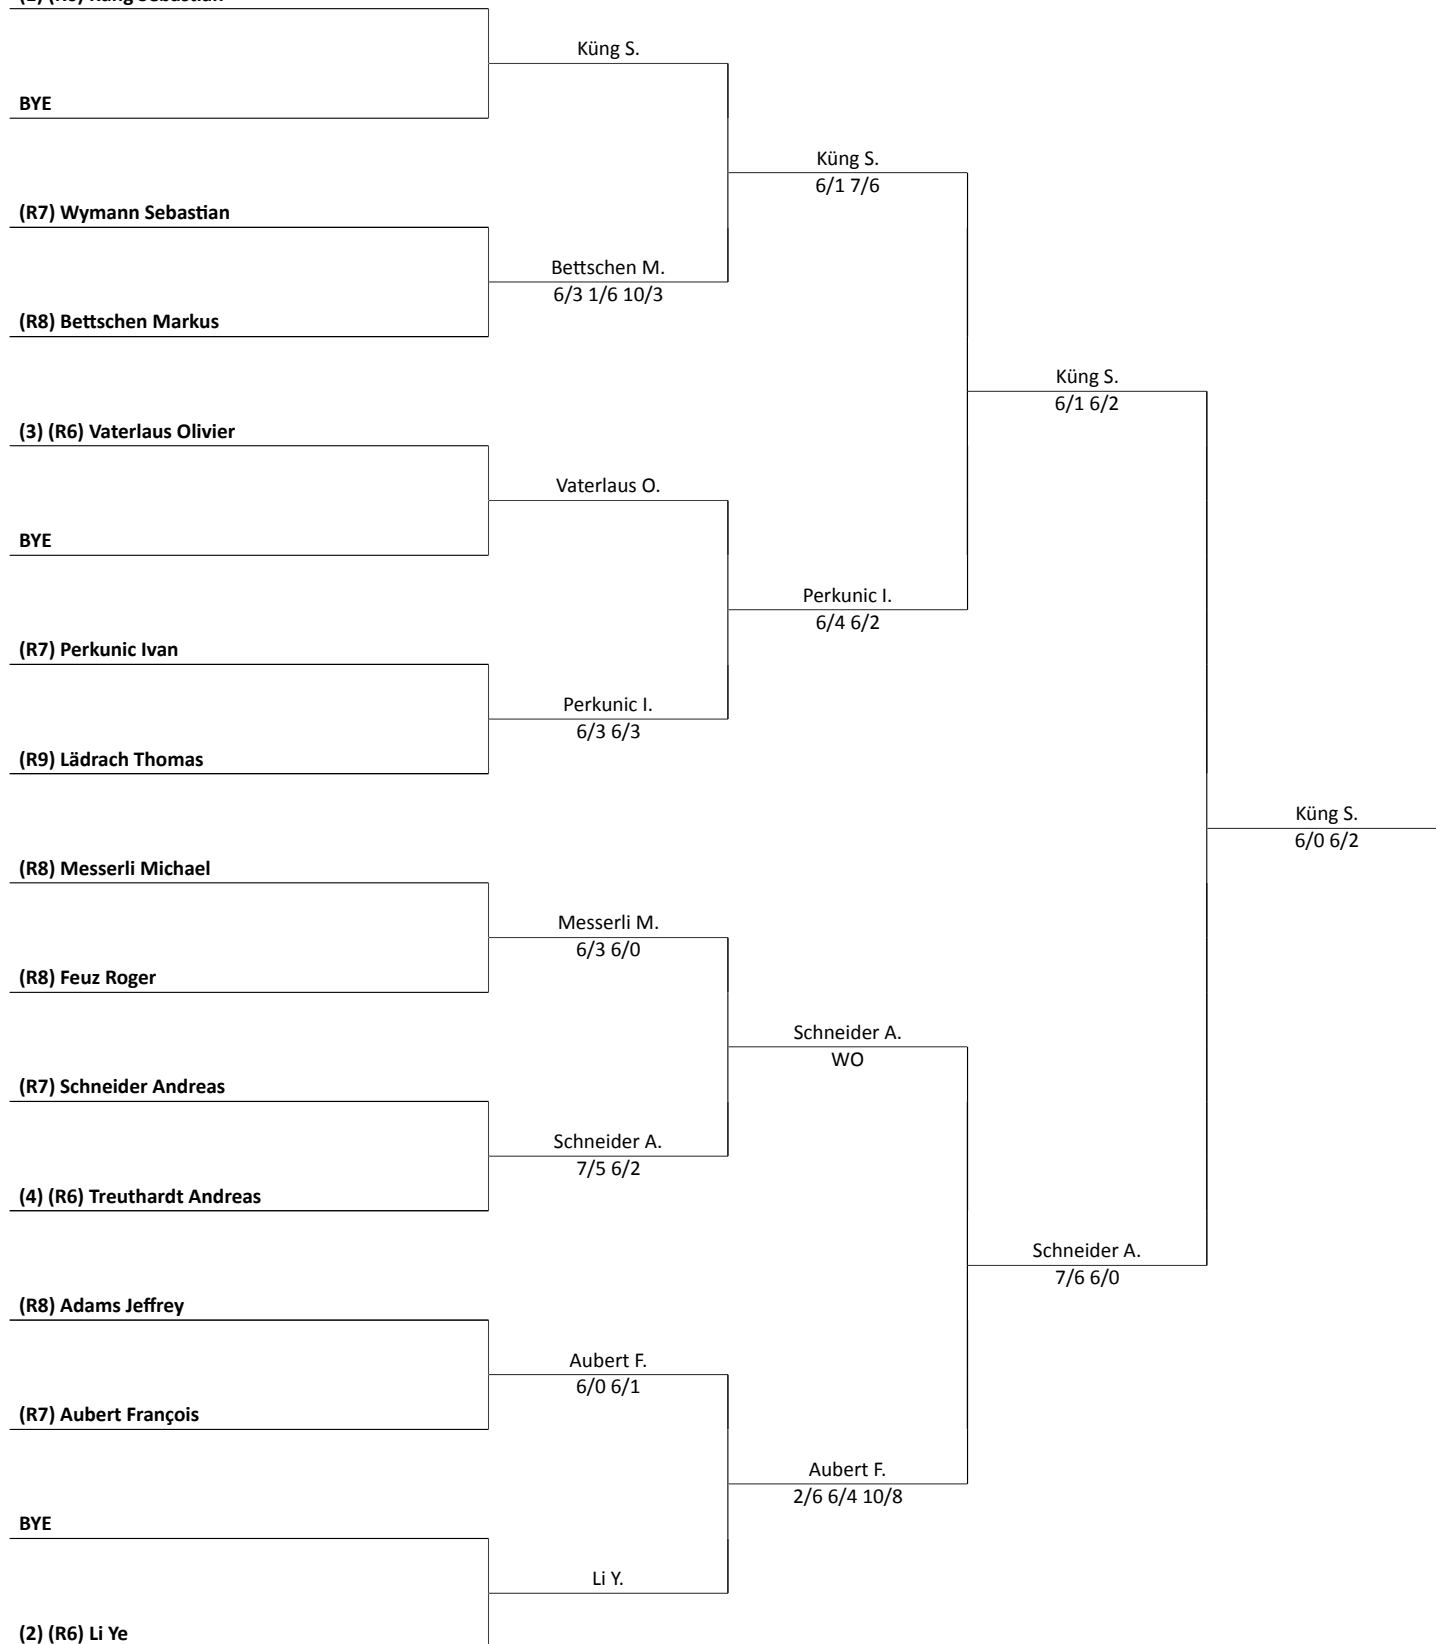 Küng S.
BYE
Küng S.
6/1 7/6
(R7) Wymann Sebastian
Bettschen M.
6/3 1/6 10/3
(R8) Bettschen Markus
Küng S.
6/1 6/2
(3) (R6) Vaterlaus Olivier
Vaterlaus O.
BYE
Perkunic I.
6/4 6/2
(R7) Perkunic Ivan
Perkunic I.
6/3 6/3
(R9) Lädrach Thomas
Küng S.
6/0 6/2
(R8) Messerli Michael
Messerli M.
6/3 6/0
(R8) Feuz Roger
Schneider A.
WO
(R7) Schneider Andreas
Schneider A.
7/5 6/2
(4) (R6) Treuthardt Andreas
Schneider A.
7/6 6/0
(R8) Adams Jeffrey
Aubert F.
6/0 6/1
(R7) Aubert François
Aubert F.
2/6 6/4 10/8
BYE
Li Y.
(2) (R6) Li Ye